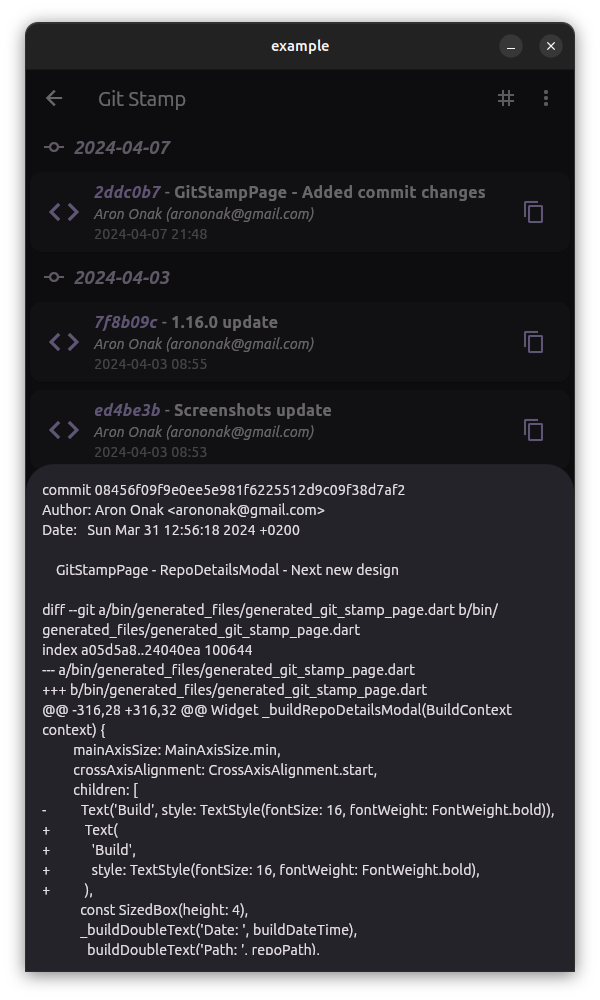 example
Git Stamp
2024-04-07
2ddc0b7 - GitStampPage - Added commit changes
Aron Onak (arononak@gmail.com)
2024-04-07 21:48
2024-04-03
7f8b09c - 1.16.0 update
Aron Onak (arononak@gmail.com)
2024-04-03 08:55
ed4be3b - Screenshots update
Aron Onak (arononak@gmail.com)
2024-04-03 08:53
commit 08456f09f9e0ee5e981f6225512d9c09f38d7af2
Author: Aron Onak <arononak@gmail.com>
Date:   Sun Mar 31 12:56:18 2024 +0200
    GitStampPage - RepoDetailsModal - Next new design
diff --git a/bin/generated_files/generated_git_stamp_page.dart b/bin/
generated_files/generated_git_stamp_page.dart
index a05d5a8..24040ea 100644
--- a/bin/generated_files/generated_git_stamp_page.dart
+++ b/bin/generated_files/generated_git_stamp_page.dart
@@ -316,28 +316,32 @@ Widget _buildRepoDetailsModal(BuildContext
context) {
         mainAxisSize: MainAxisSize.min,
         crossAxisAlignment: CrossAxisAlignment.start,
         children: [
-          Text('Build', style: TextStyle(fontSize: 16, fontWeight: FontWeight.bold)),
+          Text(
+            'Build',
+            style: TextStyle(fontSize: 16, fontWeight: FontWeight.bold),
+          ),
           const SizedBox(height: 4),
           _buildDoubleText('Date: ', buildDateTime),
           _buildDoubleText('Path: ', repoPath),